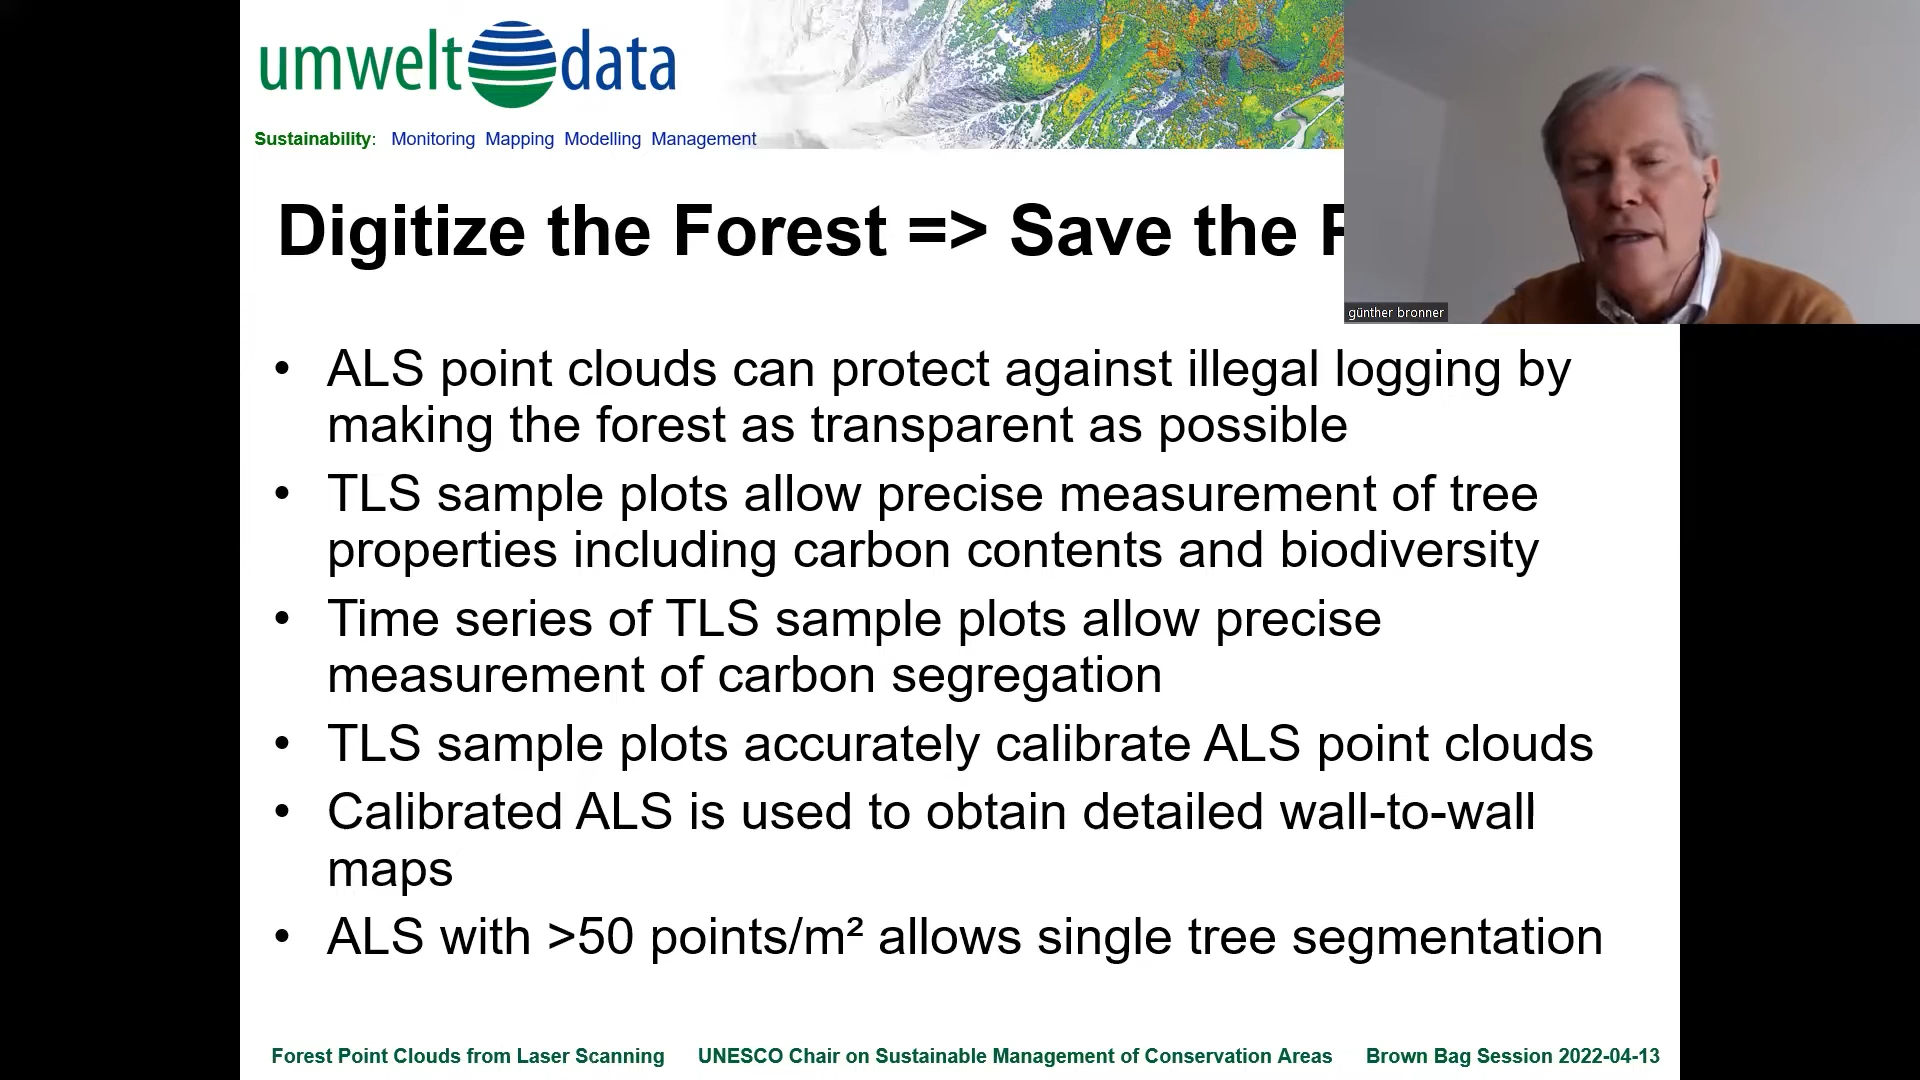 umwelt data
Sustainability: Monitoring Mapping Modelling Management
Digitize the Forest => Save the
günther bronner
• ALS point clouds can protect against illegal logging by
making the forest as transparent as possible
• TLS sample plots allow precise measurement of tree
properties including carbon contents and biodiversity
• Time series of TLS sample plots allow precise
measurement of carbon segregation
• TLS sample plots accurately calibrate ALS point clouds
• Calibrated ALS is used to obtain detailed wall-to-wall
maps
• ALS with >50 points/m² allows single tree segmentation
Forest Point Clouds from Laser Scanning UNESCO Chair on Sustainable Management of Conservation Areas Brown Bag Session 2022-04-13